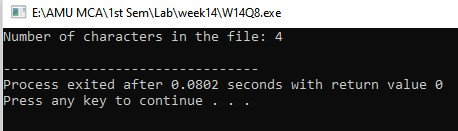 E:\AMU MCA\1st Sem\Lab\week14\W14Q8.exe
Number of characters in the file: 4
--------------------------------
Process exited after 0.0802 seconds with return value 0
Press any key to continue . . .